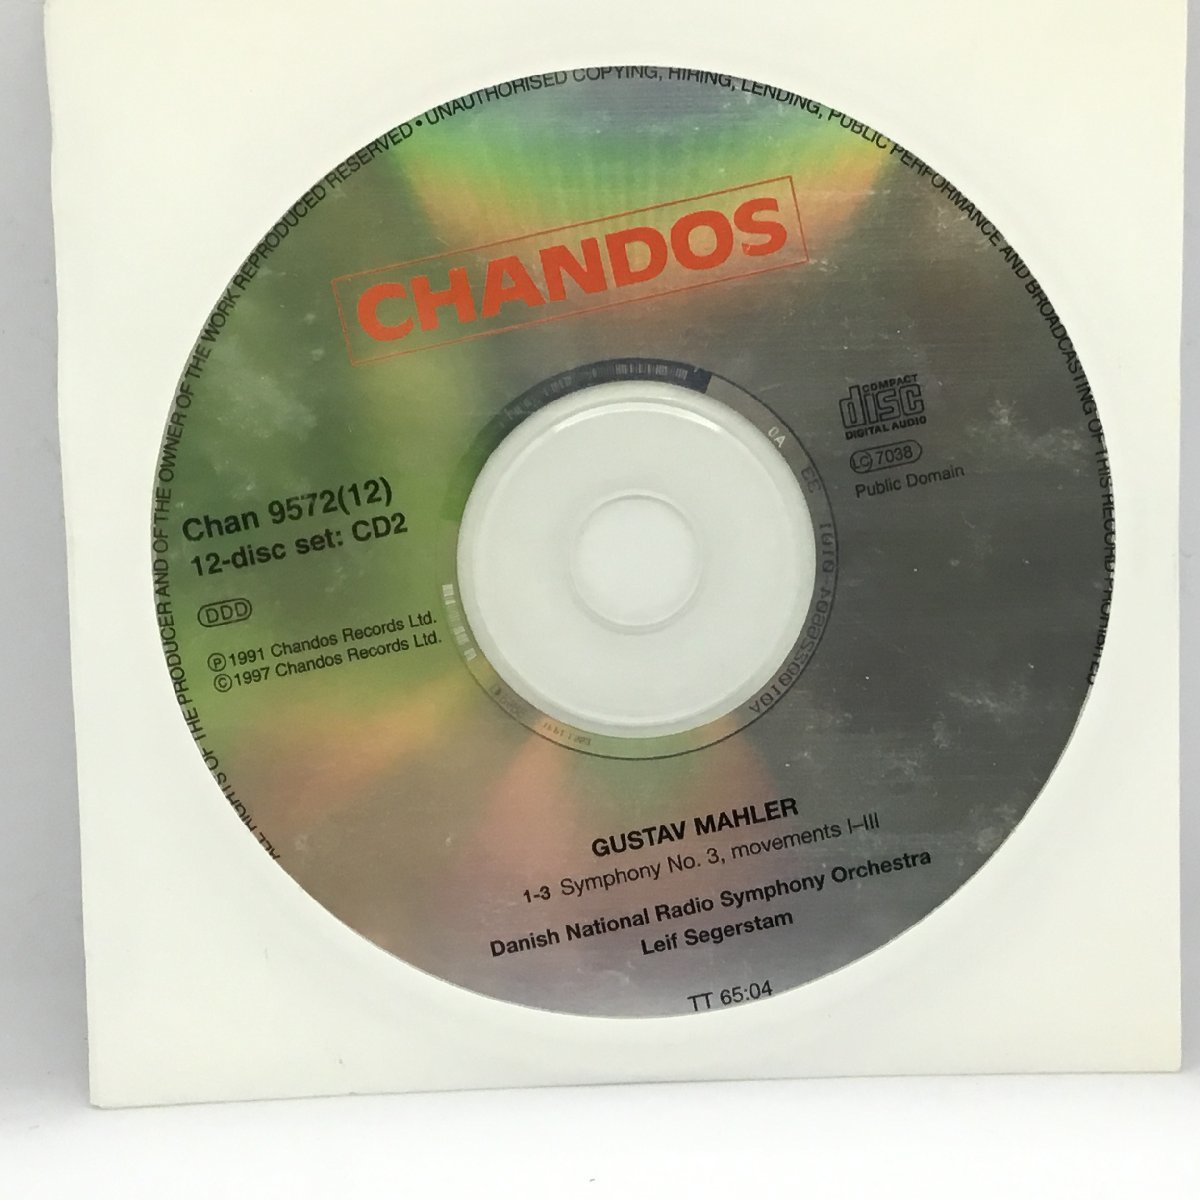 ALL RIGHTS OF THE PRODUCER AND OF THE OWNER OF THE WORK REPRODUCED RESERVED • UNAUTHORISED COPYING, HIRING, LENDING, PUBLIC PERFORMANCE AND BROADCASTING OF THIS RECORD PROHIBITED
CHANDOS
COMPACT
disc
DIGITAL AUDIO
LC 7038
Public Domain
Chan 9572(12)
12-disc set: CD2
DDD
℗ 1991 Chandos Records Ltd.
© 1997 Chandos Records Ltd.
GUSTAV MAHLER
1-3 Symphony No. 3, movements I–III
Danish National Radio Symphony Orchestra
Leif Segerstam
TT 65:04